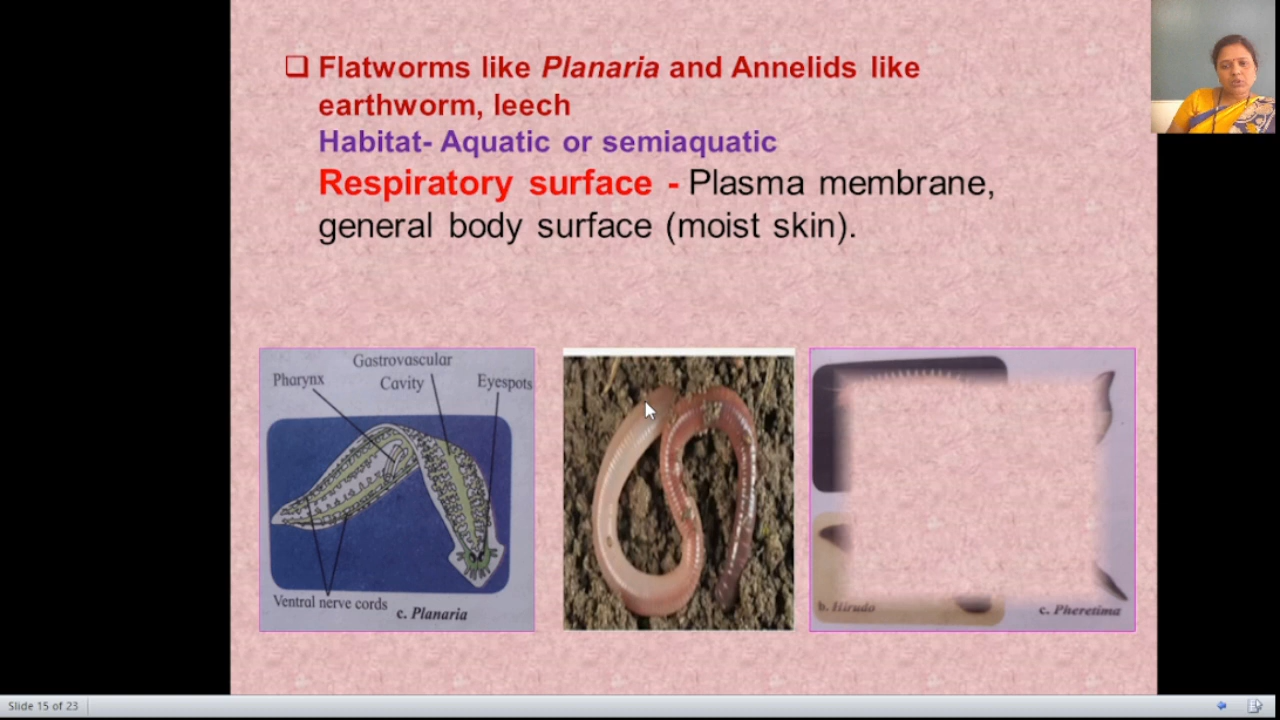 Flatworms like Planaria and Annelids like
earthworm, leech
Habitat- Aquatic or semiaquatic
Respiratory surface - Plasma membrane,
general body surface (moist skin).
Gastrovascular
Cavity
Pharynx
Eyespots
Ventral nerve cords
c. Planaria
b. Hirudo
c. Pheretima
Slide 15 of 23